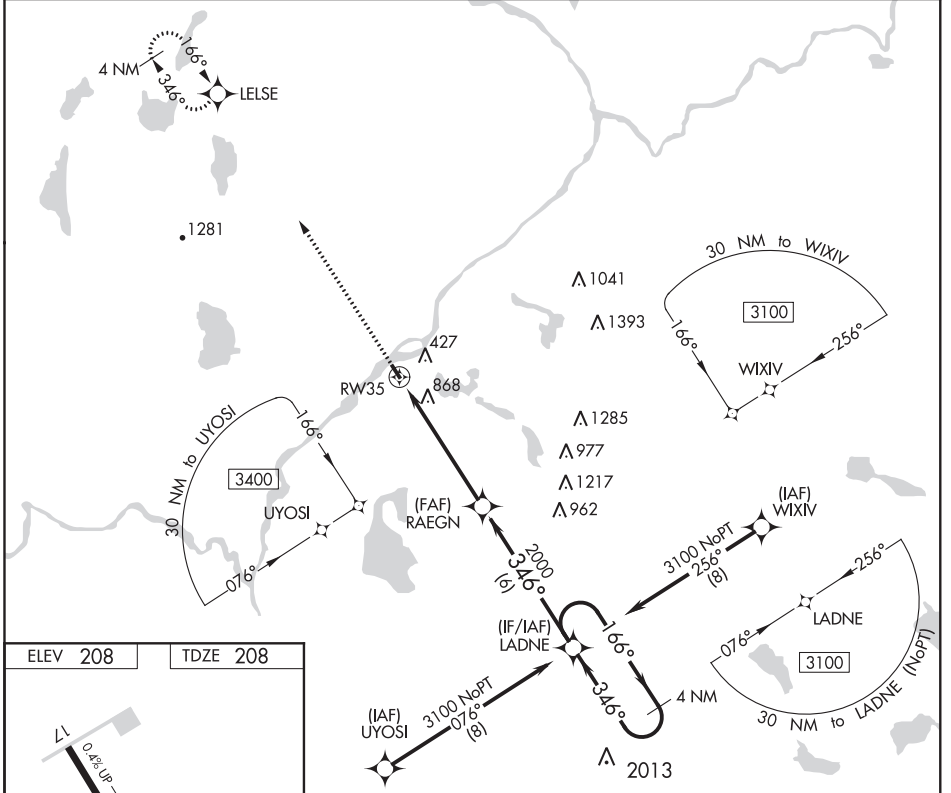 4 NM
166°
346°
LELSE
1281
1041
1393
427
868
RW35
1285
977
1217
962
30 NM to WIXIV
3100
166°
256°
WIXIV
30 NM to UYOSI
166°
3400
UYOSI
076°
(FAF)
RAEGN
(IAF)
WIXIV
3100 NoPT
256°
(8)
2000
346°
(6)
(IF/IAF)
LADNE
166°
346°
4 NM
256°
LADNE
076°
3100
30 NM to LADNE (NoPT)
3100 NoPT
076°
(8)
(IAF)
UYOSI
2013
ELEV 208
TDZE 208
17
0.4% UP